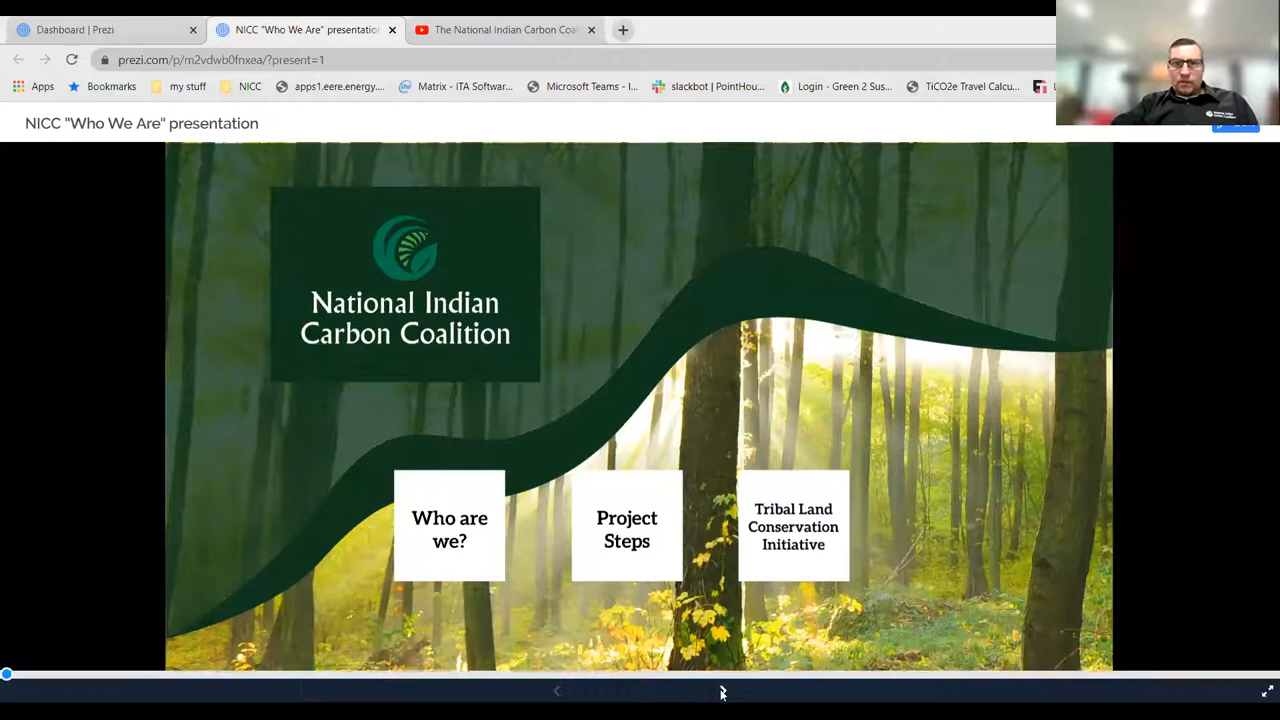 Dashboard | Prezi
NICC "Who We Are" presentation
The National Indian Carbon Coal
prezi.com/p/m2vdwb0fnxea/?present=1
Apps
Bookmarks
my stuff
NICC
apps1.eere.energy....
Matrix - ITA Softwar...
Microsoft Teams - I...
slackbot | PointHou...
Login - Green 2 Sus...
TiCO2e Travel Calcu...
NICC "Who We Are" presentation
National Indian
Carbon Coalition
Who are
we?
Project
Steps
Tribal Land
Conservation
Initiative